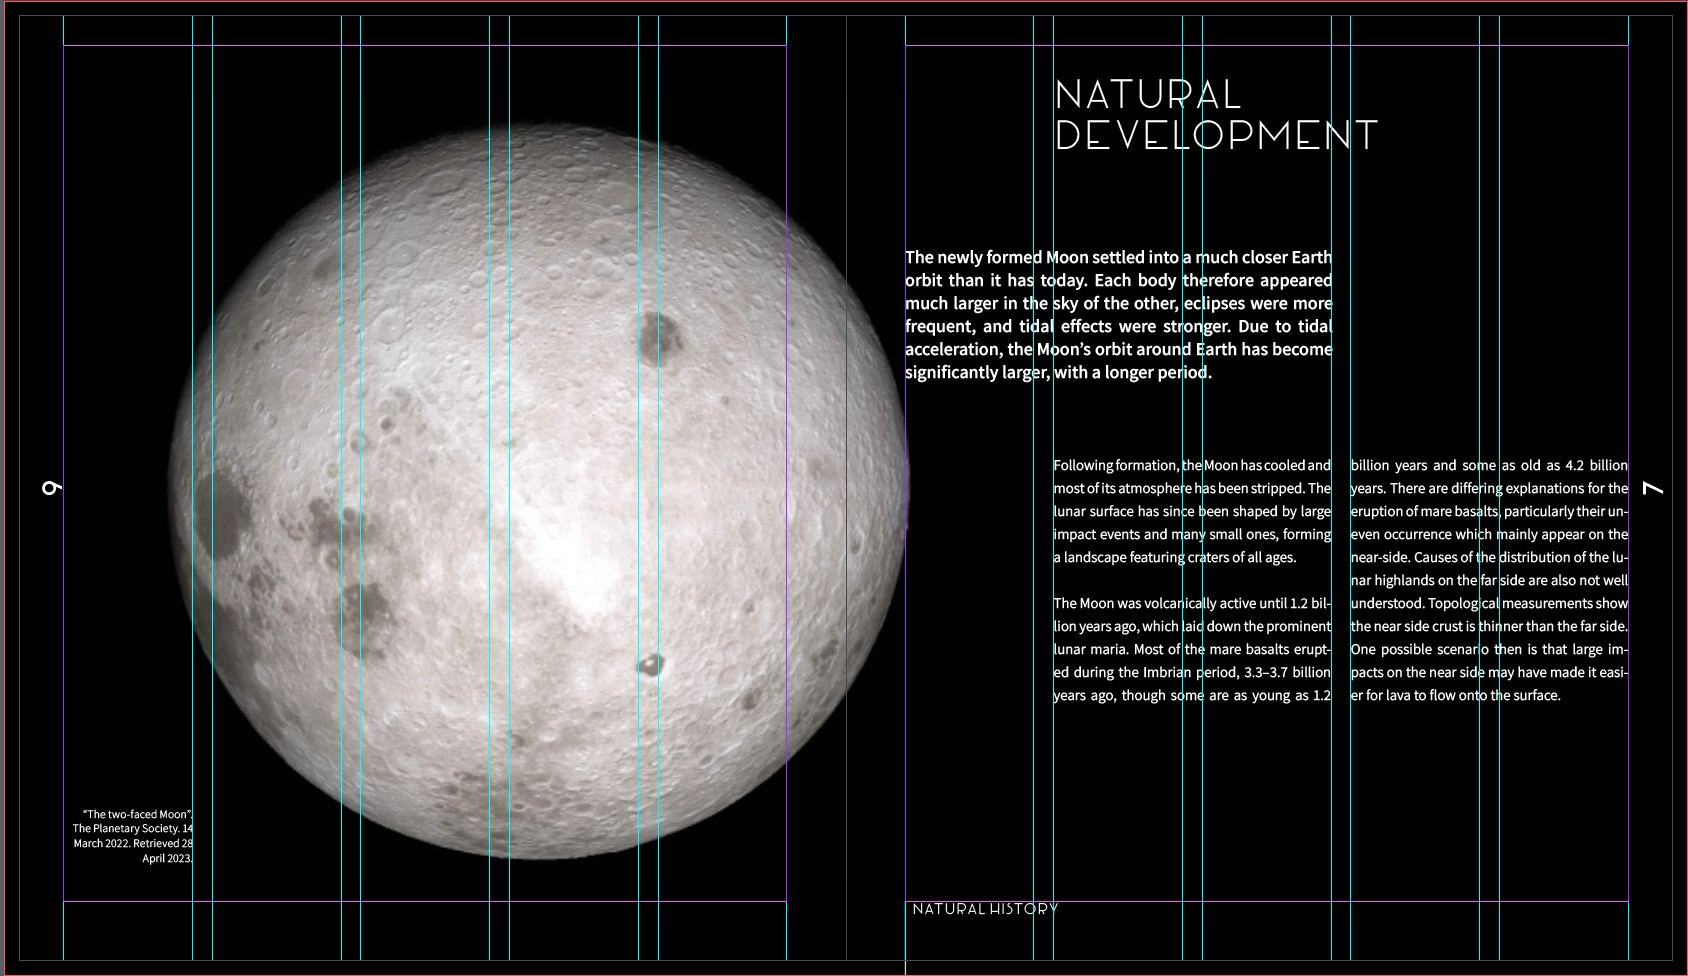 6
“The two-faced Moon”.
The Planetary Society. 14
March 2022. Retrieved 28
April 2023.
NATURAL
DEVELOPMENT
The newly formed Moon settled into a much closer Earth
orbit than it has today. Each body therefore appeared
much larger in the sky of the other, eclipses were more
frequent, and tidal effects were stronger. Due to tidal
acceleration, the Moon’s orbit around Earth has become
significantly larger, with a longer period.
Following formation, the Moon has cooled and
most of its atmosphere has been stripped. The
lunar surface has since been shaped by large
impact events and many small ones, forming
a landscape featuring craters of all ages.
The Moon was volcanically active until 1.2 bil-
lion years ago, which laid down the prominent
lunar maria. Most of the mare basalts erupt-
ed during the Imbrian period, 3.3–3.7 billion
years ago, though some are as young as 1.2
billion years and some as old as 4.2 billion
years. There are differing explanations for the
eruption of mare basalts, particularly their un-
even occurrence which mainly appear on the
near-side. Causes of the distribution of the lu-
nar highlands on the far side are also not well
understood. Topological measurements show
the near side crust is thinner than the far side.
One possible scenario then is that large im-
pacts on the near side may have made it easi-
er for lava to flow onto the surface.
7
NATURAL HISTORY